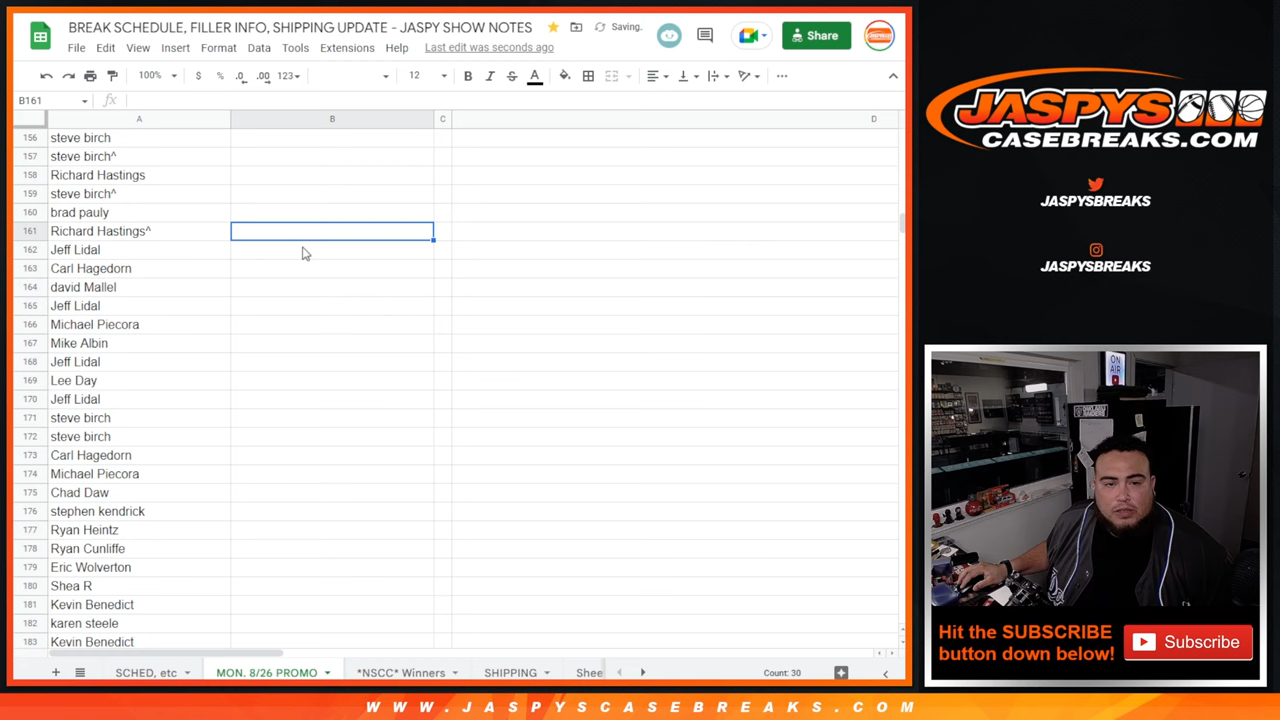 BREAK SCHEDULE, FILLER INFO, SHIPPING UPDATE - JASPY SHOW NOTES
Saving.
File Edit View Insert Format Data Tools Extensions Help Last edit was seconds ago
Share
100% $ % .0 .00 123 12 B I S A
B161 fx
A B C D
156 steve birch
157 steve birch^
158 Richard Hastings
159 steve birch^
160 brad pauly
161 Richard Hastings^
162 Jeff Lidal
163 Carl Hagedorn
164 david Mallel
165 Jeff Lidal
166 Michael Piecora
167 Mike Albin
168 Jeff Lidal
169 Lee Day
170 Jeff Lidal
171 steve birch
172 steve birch
173 Carl Hagedorn
174 Michael Piecora
175 Chad Daw
176 stephen kendrick
177 Ryan Heintz
178 Ryan Cunliffe
179 Eric Wolverton
180 Shea R
181 Kevin Benedict
182 karen steele
183 Kevin Benedict
SCHED, etc MON. 8/26 PROMO *NSCC* Winners SHIPPING Shee Count: 30
JASPYS
CASEBREAKS.COM
JASPYSBREAKS
JASPYSBREAKS
ON
AIR
Hit the SUBSCRIBE
button down below!
Subscribe
WWW.JASPYSCASEBREAKS.COM